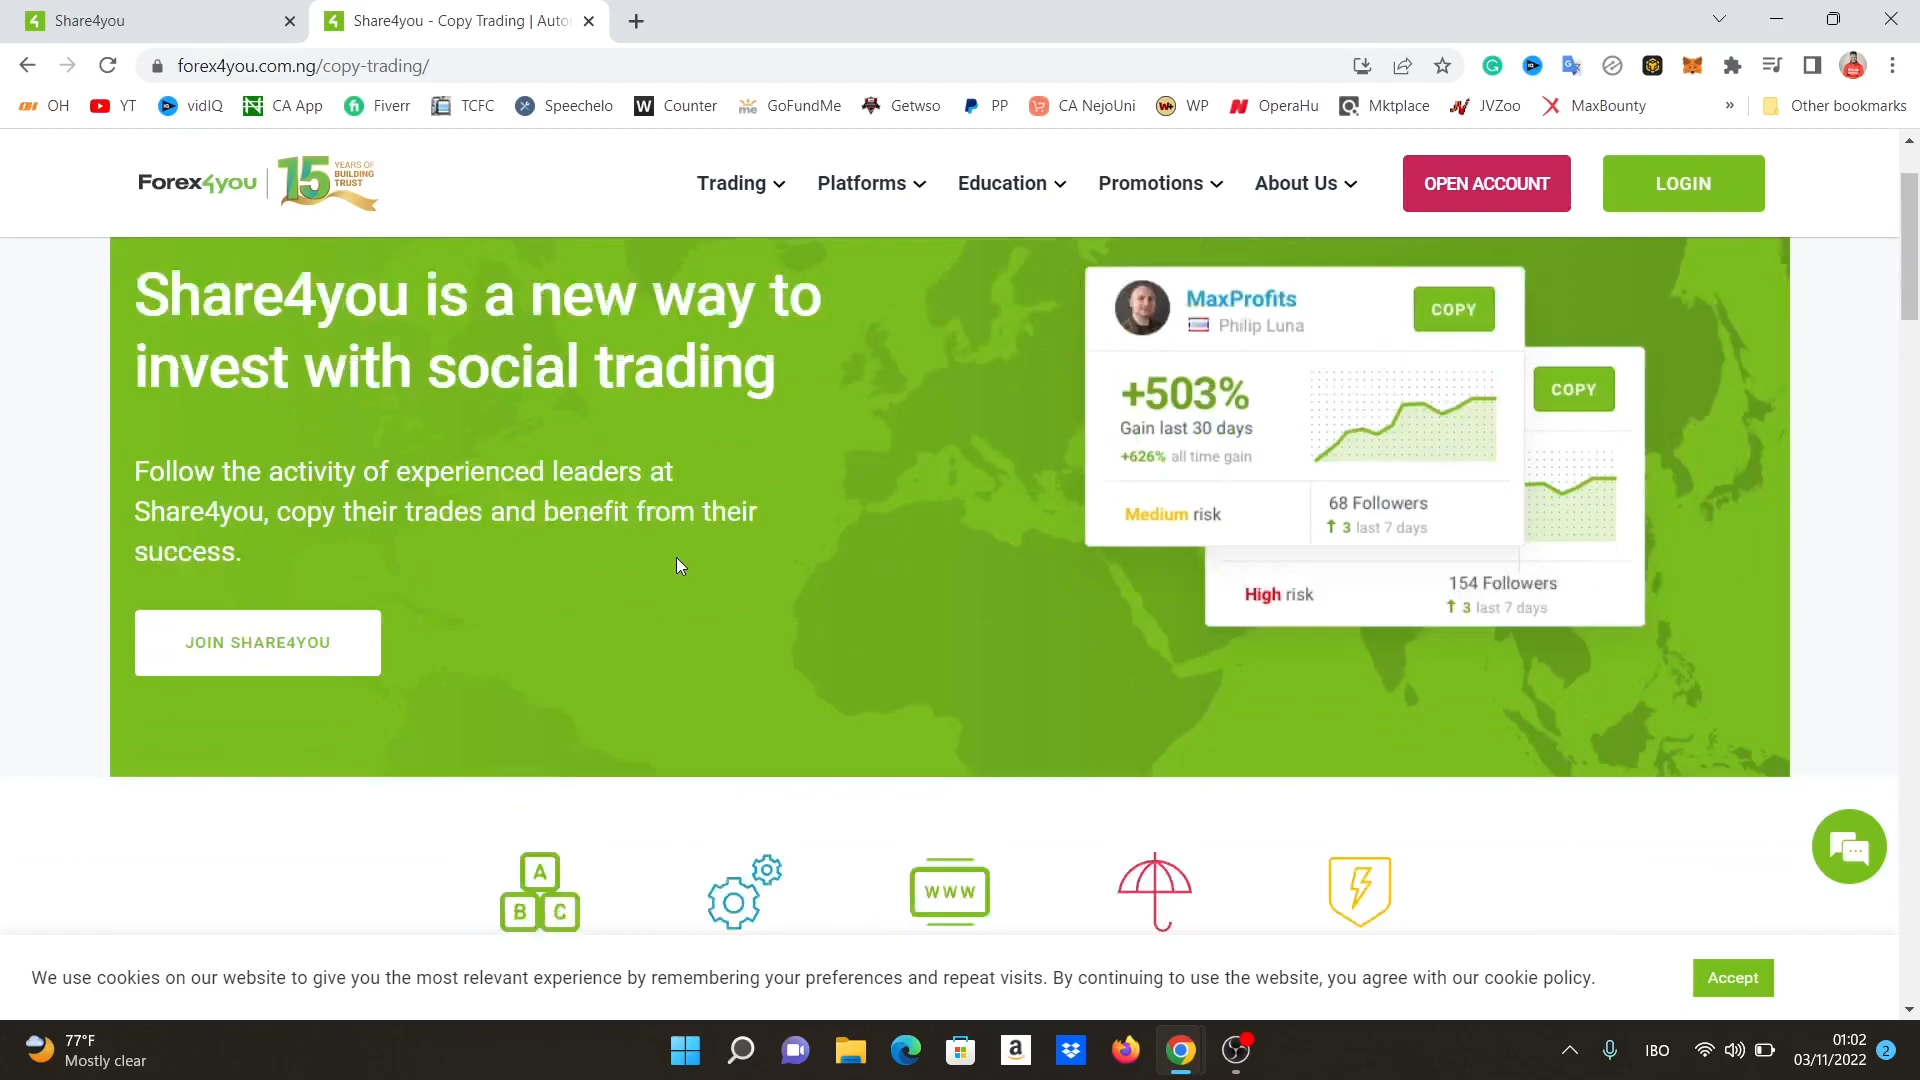 Share4you
Share4you - Copy Trading | Auto
forex4you.com.ng/copy-trading/
OH
YT
vidIQ
CA App
Fiverr
TCFC
Speechelo
Counter
GoFundMe
Getwso
PP
CA NejoUni
WP
OperaHu
Mktplace
JVZoo
MaxBounty
»
Other bookmarks
Forex4you
15 YEARS OF BUILDING TRUST
Trading
Platforms
Education
Promotions
About Us
OPEN ACCOUNT
LOGIN
Share4you is a new way to
invest with social trading
Follow the activity of experienced leaders at
Share4you, copy their trades and benefit from their
success.
JOIN SHARE4YOU
MaxProfits
Philip Luna
COPY
+503%
Gain last 30 days
+626% all time gain
Medium risk
68 Followers
3 last 7 days
COPY
High risk
154 Followers
3 last 7 days
A
B C
WWW
We use cookies on our website to give you the most relevant experience by remembering your preferences and repeat visits. By continuing to use the website, you agree with our cookie policy.
Accept
77°F
Mostly clear
IBO
01:02
03/11/2022
2